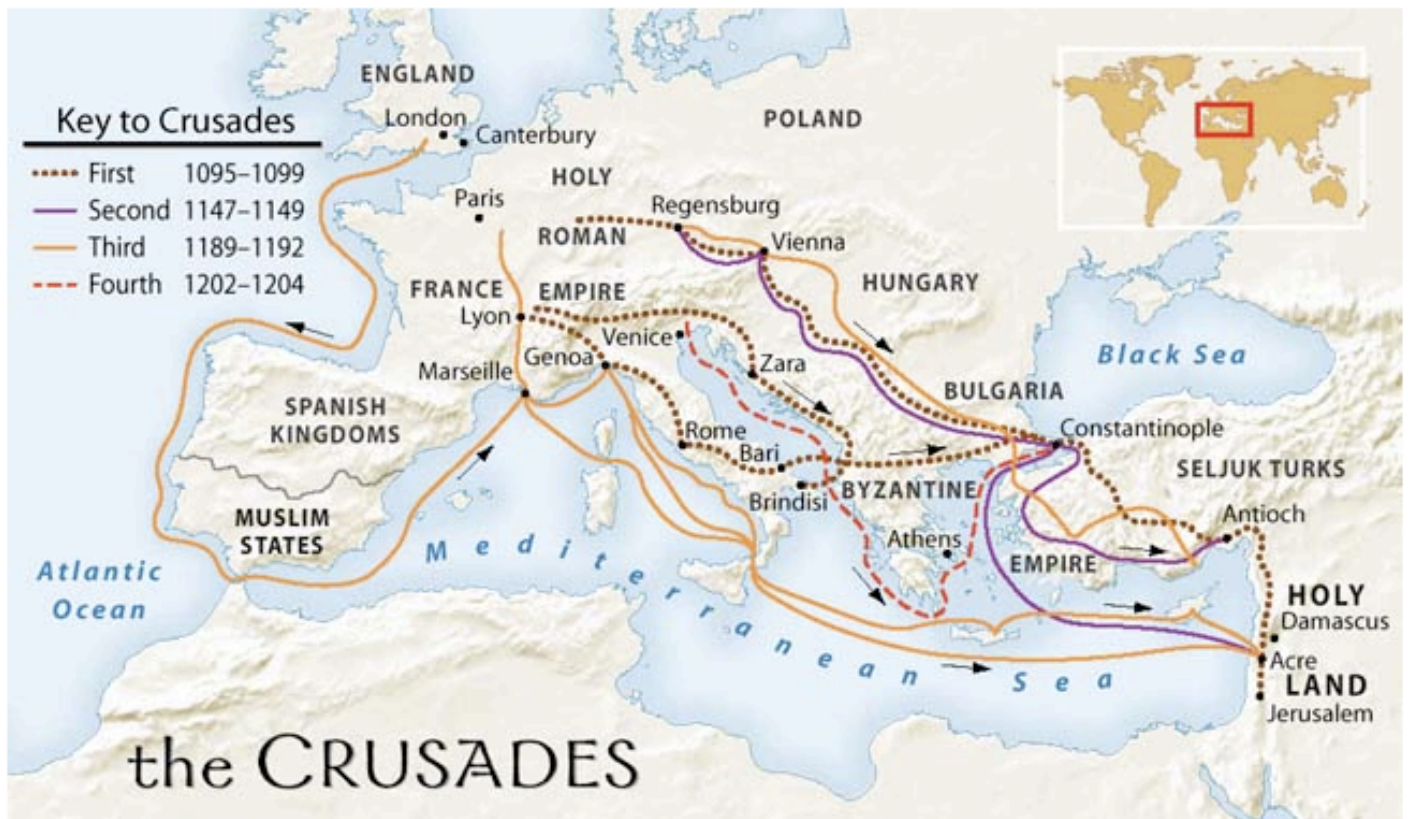 ENGLAND
London
Canterbury
POLAND
Key to Crusades
First 1095–1099
Second 1147–1149
Third 1189–1192
Fourth 1202–1204
HOLY
ROMAN
EMPIRE
Paris
Regensburg
Vienna
HUNGARY
FRANCE
Lyon
Venice
Genoa
Zara
Marseille
Black Sea
BULGARIA
SPANISH
KINGDOMS
Rome
Bari
Brindisi
Constantinople
SELJUK TURKS
BYZANTINE
EMPIRE
MUSLIM
STATES
Athens
Antioch
Atlantic
Ocean
Mediterranean Sea
HOLY
LAND
Damascus
Acre
Jerusalem
the CRUSADES